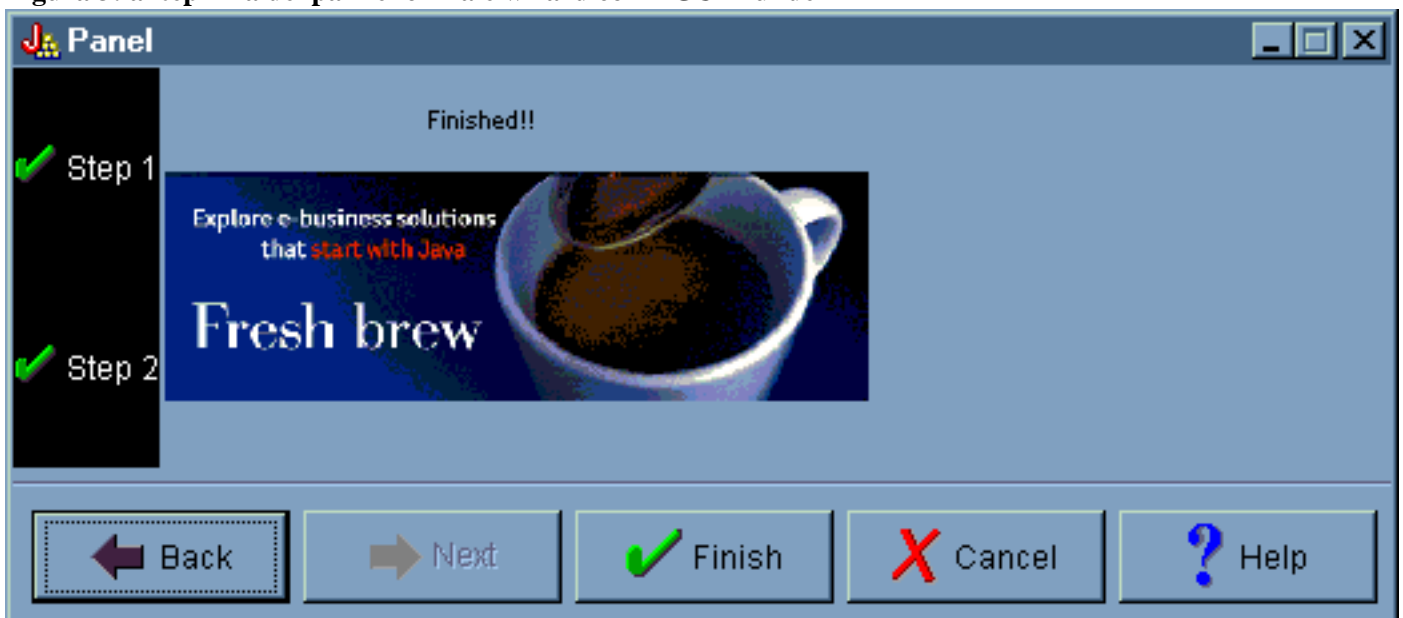 Panel
Finished!!
Step 1
Explore e-business solutions
that start with Java
Fresh brew
Step 2
Back
Next
Finish
Cancel
Help